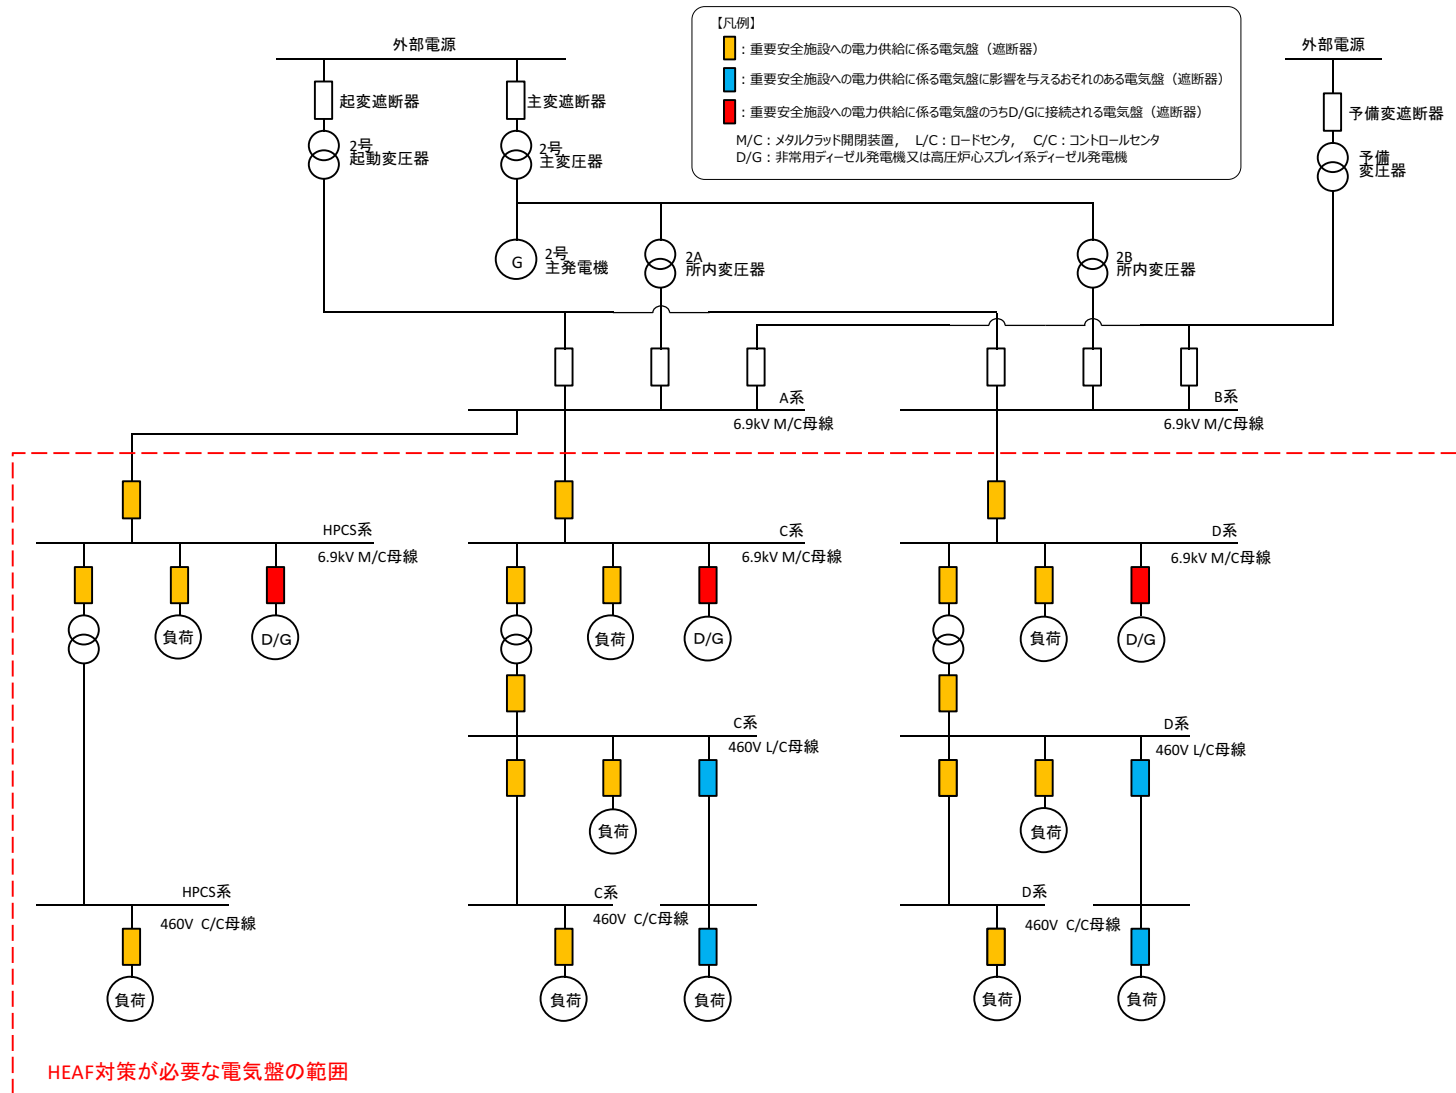 外部電源
【凡例】
：重要安全施設への電力供給に係る電気盤（遮断器）
：重要安全施設への電力供給に係る電気盤に影響を与えるおそれのある電気盤（遮断器）
：重要安全施設への電力供給に係る電気盤のうちD/Gに接続される電気盤（遮断器）
M/C：メタルクラッド開閉装置， L/C：ロードセンタ， C/C：コントロールセンタ
D/G：非常用ディーゼル発電機又は高圧炉心スプレイ系ディーゼル発電機
外部電源
起変遮断器
主変遮断器
予備変遮断器
2号
起動変圧器
2号
主変圧器
予備
変圧器
G
2号
主発電機
2A
所内変圧器
2B
所内変圧器
A系
6.9kV M/C母線
B系
6.9kV M/C母線
HPCS系
6.9kV M/C母線
C系
6.9kV M/C母線
D系
6.9kV M/C母線
負荷
D/G
負荷
D/G
負荷
D/G
C系
460V L/C母線
D系
460V L/C母線
負荷
負荷
HPCS系
460V C/C母線
C系
460V C/C母線
D系
460V C/C母線
負荷
負荷
負荷
負荷
負荷
HEAF対策が必要な電気盤の範囲